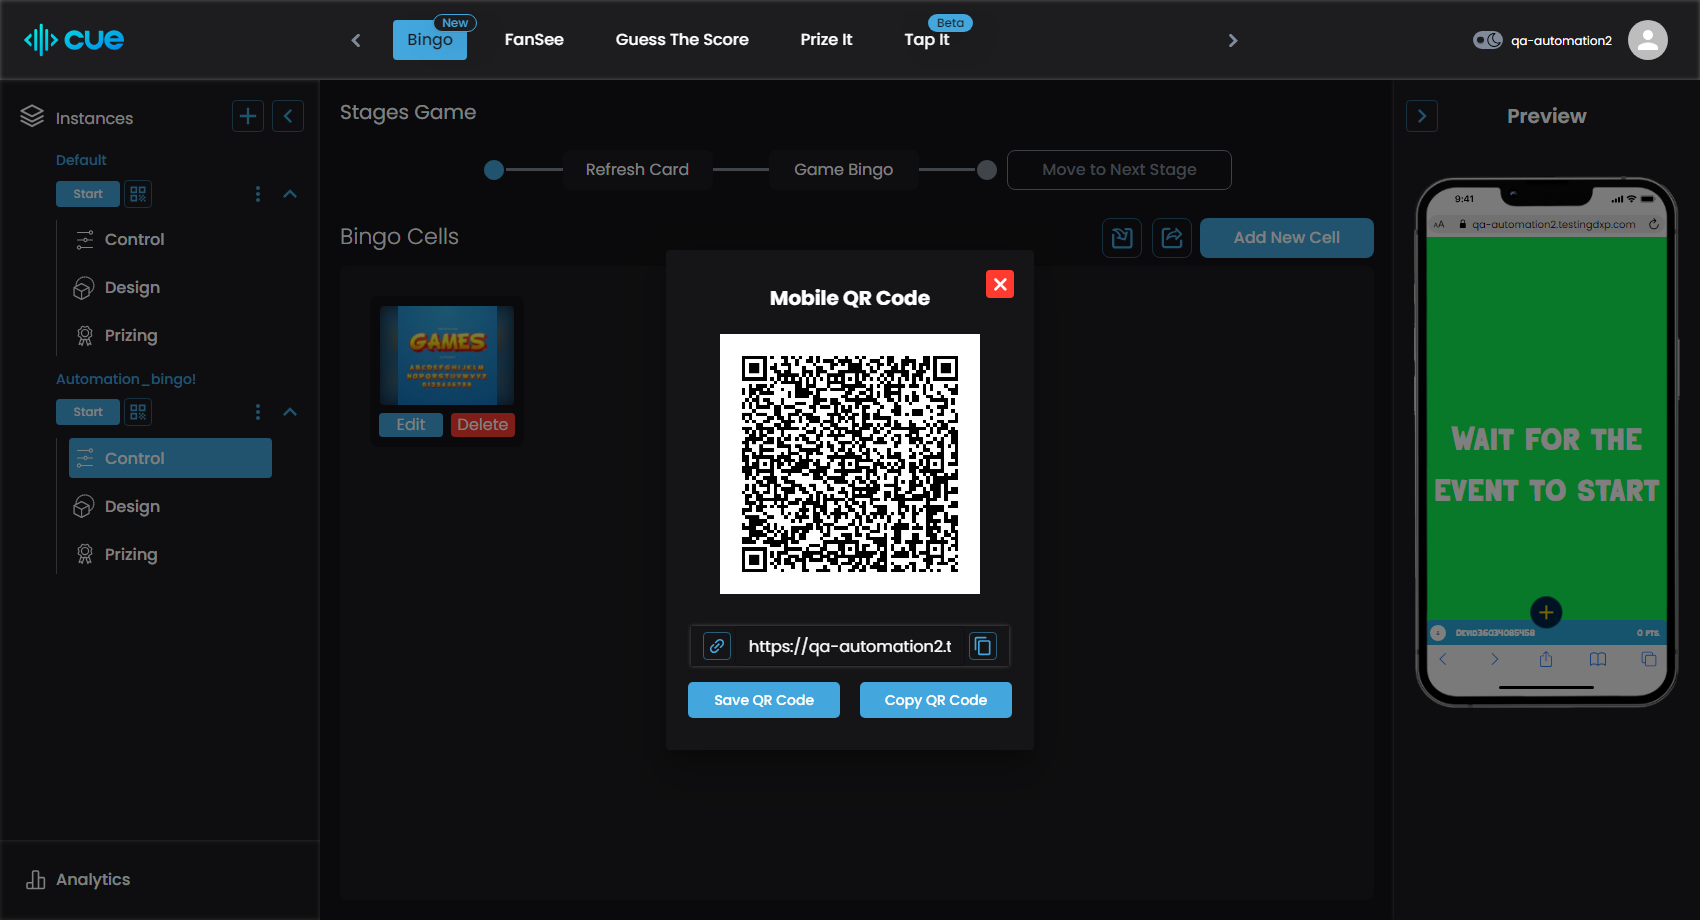 cue
Bingo
New
FanSee
Guess The Score
Prize It
Tap It
Beta
qa-automation2
Instances
Default
Start
Control
Design
Prizing
Automation_bingo!
Start
Control
Design
Prizing
Analytics
Stages Game
Refresh Card
Game Bingo
Move to Next Stage
Bingo Cells
Add New Cell
GAMES
ABCDEFGHIJKLM
NOPQRSTUVWXYZ
0123456789
Edit
Delete
Mobile QR Code
https://qa-automation2.t
Save QR Code
Copy QR Code
Preview
9:41
AA
qa-automation2.testingdxp.com
WAIT FOR THE
EVENT TO START
0 PTS.